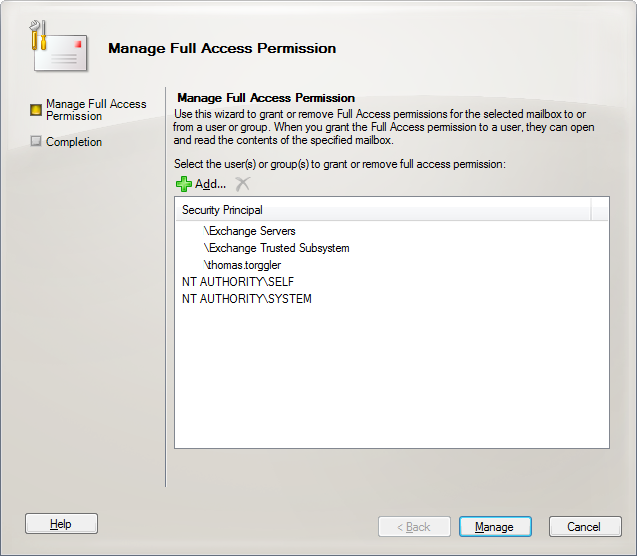 Manage Full Access Permission
Manage Full Access
Permission
Completion
Manage Full Access Permission
Use this wizard to grant or remove Full Access permissions for the selected mailbox to or
from a user or group. When you grant the Full Access permission to a user, they can open
and read the contents of the specified mailbox.
Select the user(s) or group(s) to grant or remove full access permission:
Add...
Security Principal
\Exchange Servers
\Exchange Trusted Subsystem
\thomas.torggler
NT AUTHORITY\SELF
NT AUTHORITY\SYSTEM
Help
< Back
Manage
Cancel